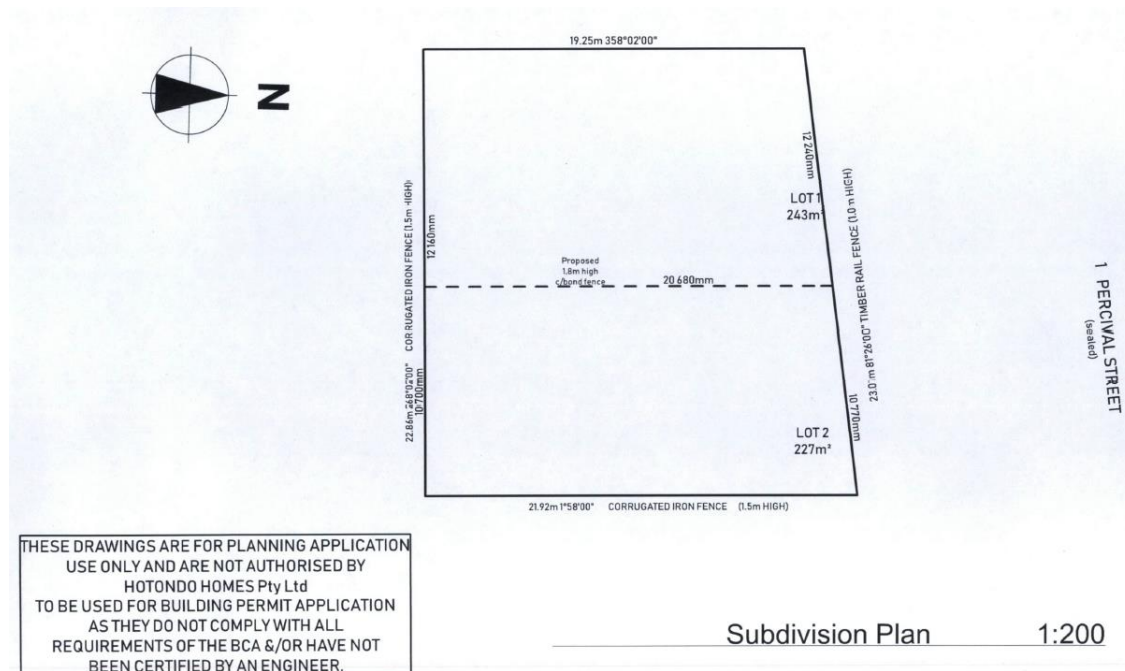 19.25m 358°02'00"
N
12 240mm
LOT 1
243m²
CORRUGATED IRON FENCE (1.5m HIGH)
12 160mm
TIMBER RAIL FENCE (1.0 m HIGH)
Proposed
1.8m high
c/bond fence
20 680mm
1 PERCIVAL STREET
(sealed)
22.86m 268°02'00"
10 700mm
81°26'00"
10 770mm
LOT 2
227m²
21.92m 1°58'00" CORRUGATED IRON FENCE (1.5m HIGH)
THESE DRAWINGS ARE FOR PLANNING APPLICATION
USE ONLY AND ARE NOT AUTHORISED BY
HOTONDO HOMES Pty Ltd
TO BE USED FOR BUILDING PERMIT APPLICATION
AS THEY DO NOT COMPLY WITH ALL
REQUIREMENTS OF THE BCA &/OR HAVE NOT
BEEN CERTIFIED BY AN ENGINEER.
Subdivision Plan 1:200